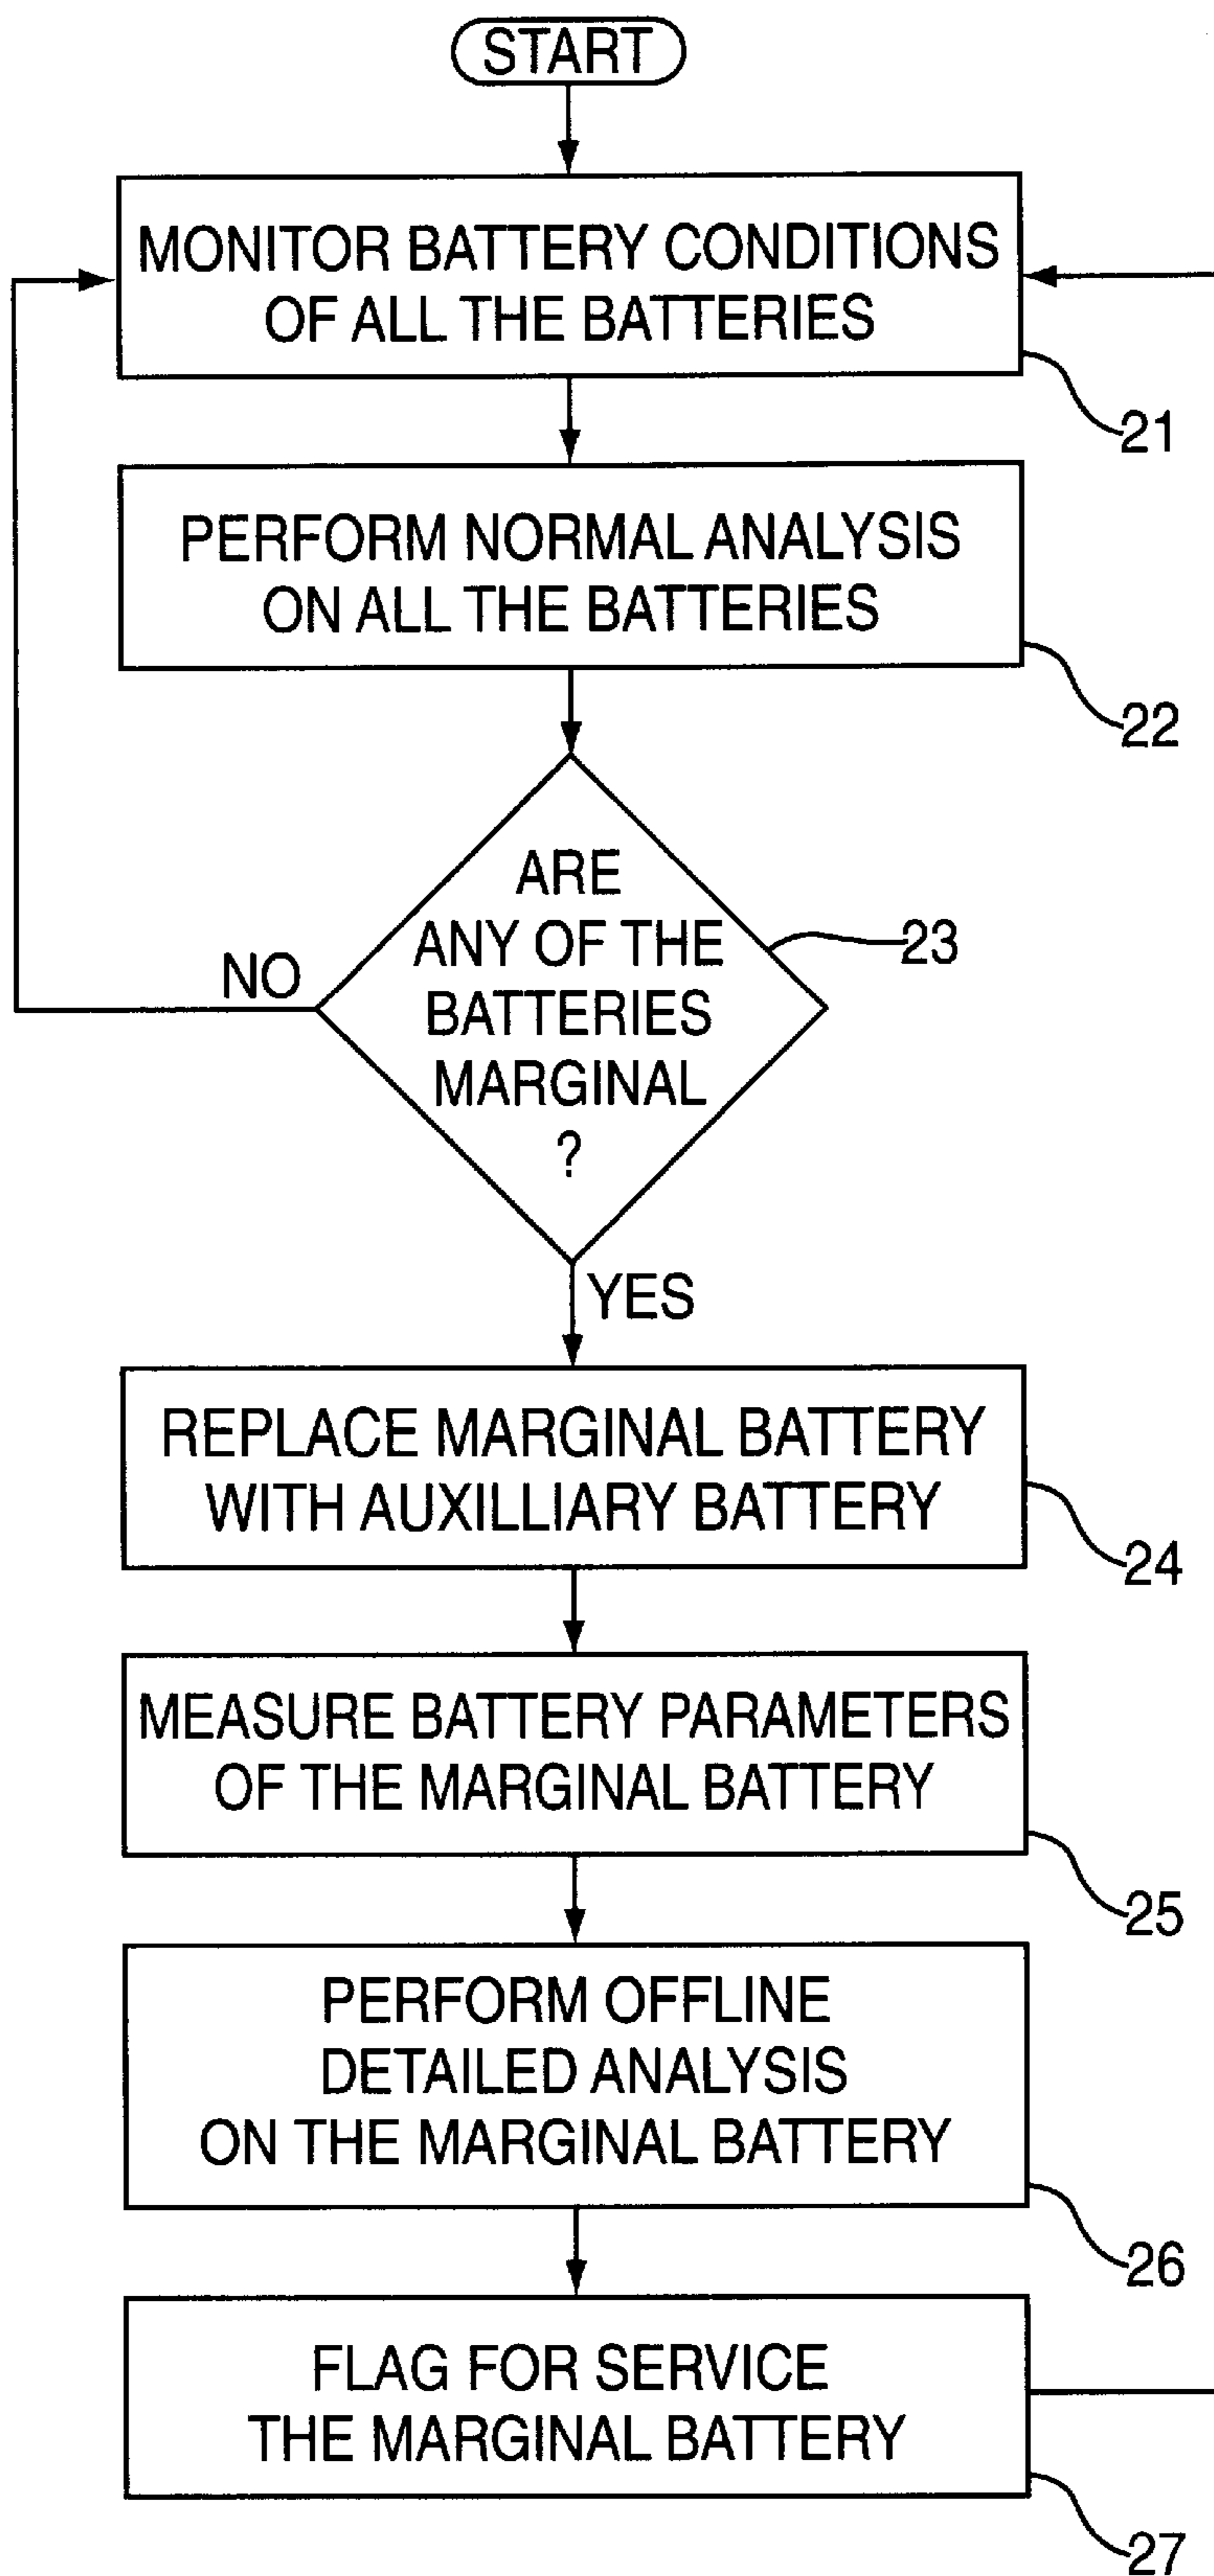 START
MONITOR BATTERY CONDITIONS
OF ALL THE BATTERIES
21
PERFORM NORMAL ANALYSIS
ON ALL THE BATTERIES
22
ARE
ANY OF THE
BATTERIES
MARGINAL
?
23
NO
YES
REPLACE MARGINAL BATTERY
WITH AUXILLIARY BATTERY
24
MEASURE BATTERY PARAMETERS
OF THE MARGINAL BATTERY
25
PERFORM OFFLINE
DETAILED ANALYSIS
ON THE MARGINAL BATTERY
26
FLAG FOR SERVICE
THE MARGINAL BATTERY
27